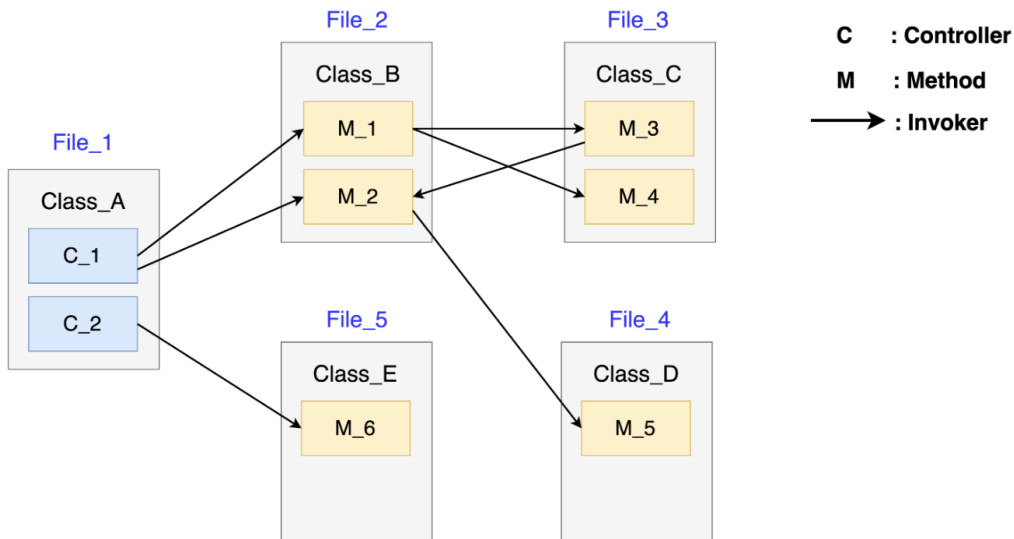 File_1
Class_A
C_1
C_2
File_2
Class_B
M_1
M_2
File_3
Class_C
M_3
M_4
File_5
Class_E
M_6
File_4
Class_D
M_5
C : Controller
M : Method
: Invoker